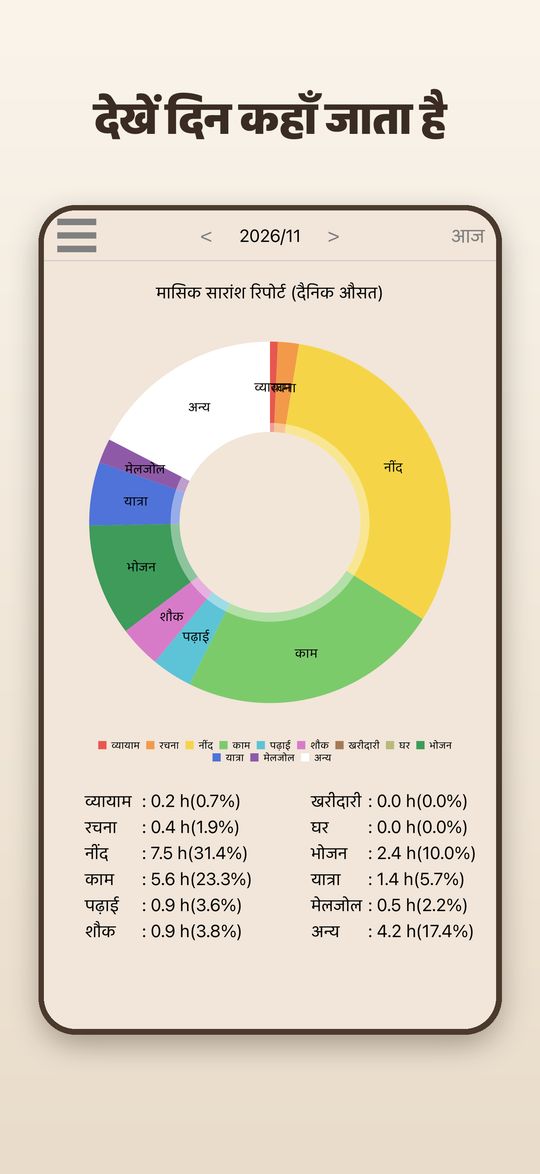 देखें दिन कहाँ जाता है
< 2026/11 > आज
मासिक सारांश रिपोर्ट (दैनिक औसत)
व्यायाम रचना
अन्य
नींद
मेलजोल
यात्रा
भोजन
शौक
पढ़ाई
काम
व्यायाम रचना नींद काम पढ़ाई शौक खरीदारी घर भोजन
यात्रा मेलजोल अन्य
व्यायाम : 0.2 h(0.7%) खरीदारी : 0.0 h(0.0%)
रचना : 0.4 h(1.9%) घर : 0.0 h(0.0%)
नींद : 7.5 h(31.4%) भोजन : 2.4 h(10.0%)
काम : 5.6 h(23.3%) यात्रा : 1.4 h(5.7%)
पढ़ाई : 0.9 h(3.6%) मेलजोल : 0.5 h(2.2%)
शौक : 0.9 h(3.8%) अन्य : 4.2 h(17.4%)